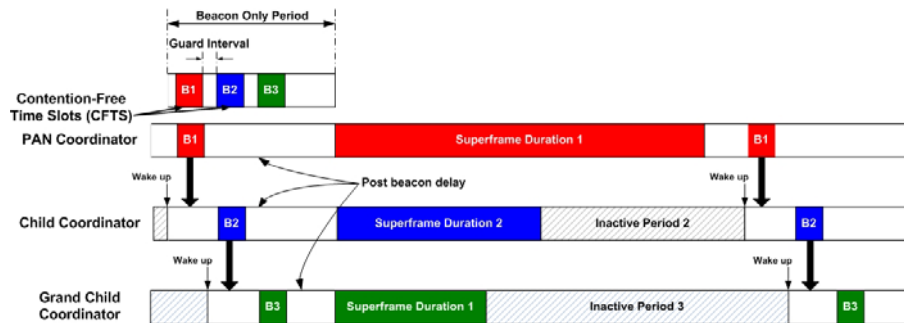 Beacon Only Period
Guard Interval
B1 B2 B3
Contention-Free
Time Slots (CFTS)
PAN Coordinator
B1 Superframe Duration 1 B1
Wake up Post beacon delay Wake up
Child Coordinator
B2 Superframe Duration 2 Inactive Period 2 B2
Wake up Wake up
Grand Child
Coordinator
B3 Superframe Duration 1 Inactive Period 3 B3